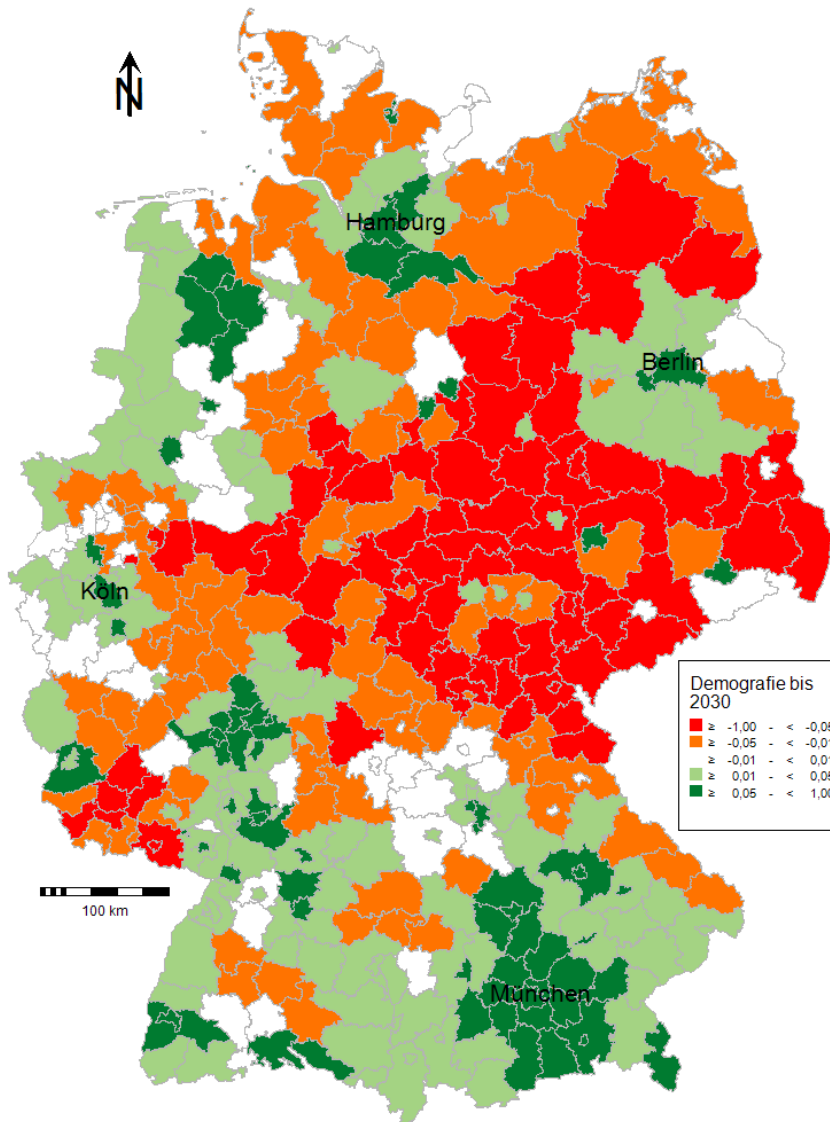 N
Hamburg
Berlin
Köln
München
100 km
Demografie bis
2030
≥ -1,00 - < -0,05
≥ -0,05 - < -0,01
≥ -0,01 - < 0,01
≥ 0,01 - < 0,05
≥ 0,05 - < 1,00